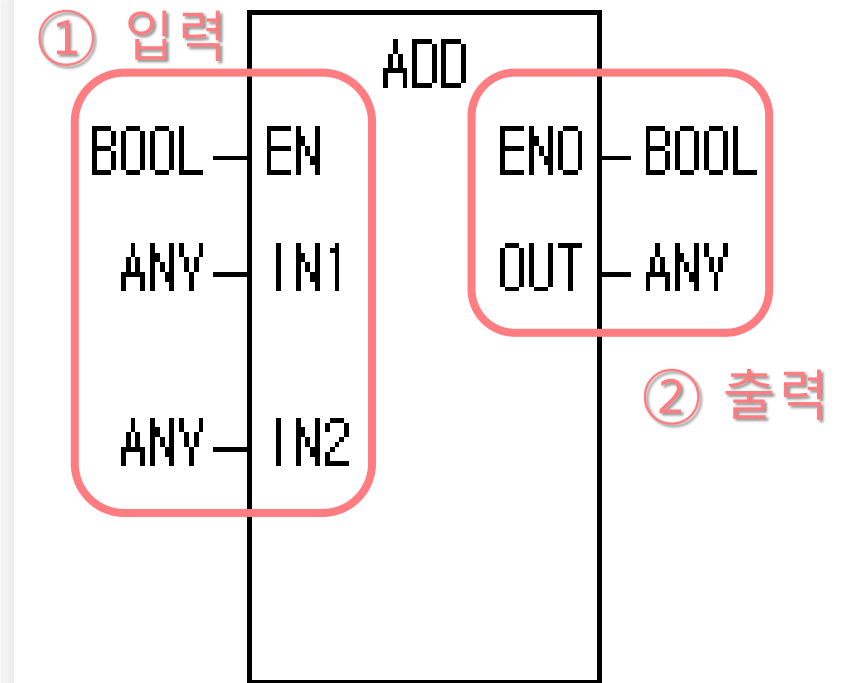 ① 입력
ADD
BOOL EN ENO BOOL
ANY IN1 OUT ANY
② 출력
ANY IN2